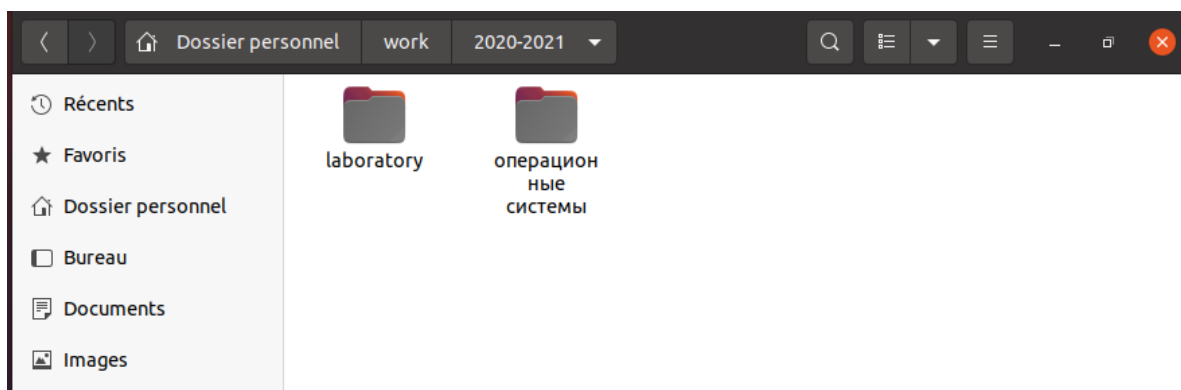 Dossier personnel work 2020-2021
Récents
Favoris
Dossier personnel
Bureau
Documents
Images
laboratory
операцион
ные
системы